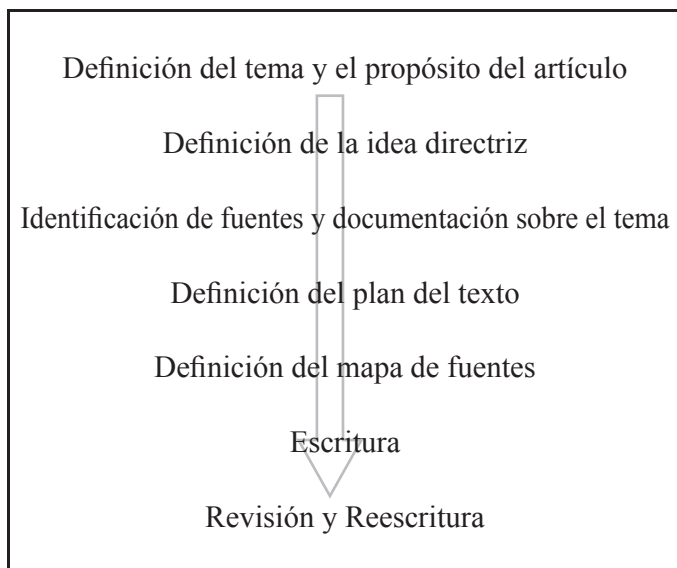 Definición del tema y el propósito del artículo
Definición de la idea directriz
Identificación de fuentes y documentación sobre el tema
Definición del plan del texto
Definición del mapa de fuentes
Escritura
Revisión y Reescritura